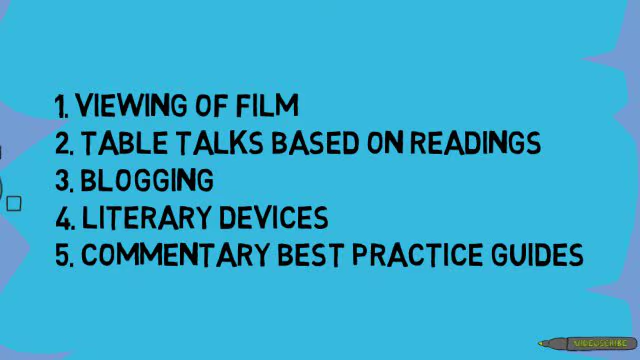 1. VIEWING OF FILM
2. TABLE TALKS BASED ON READINGS
3. BLOGGING
4. LITERARY DEVICES
5. COMMENTARY BEST PRACTICE GUIDES
VIDEOSCRIBE